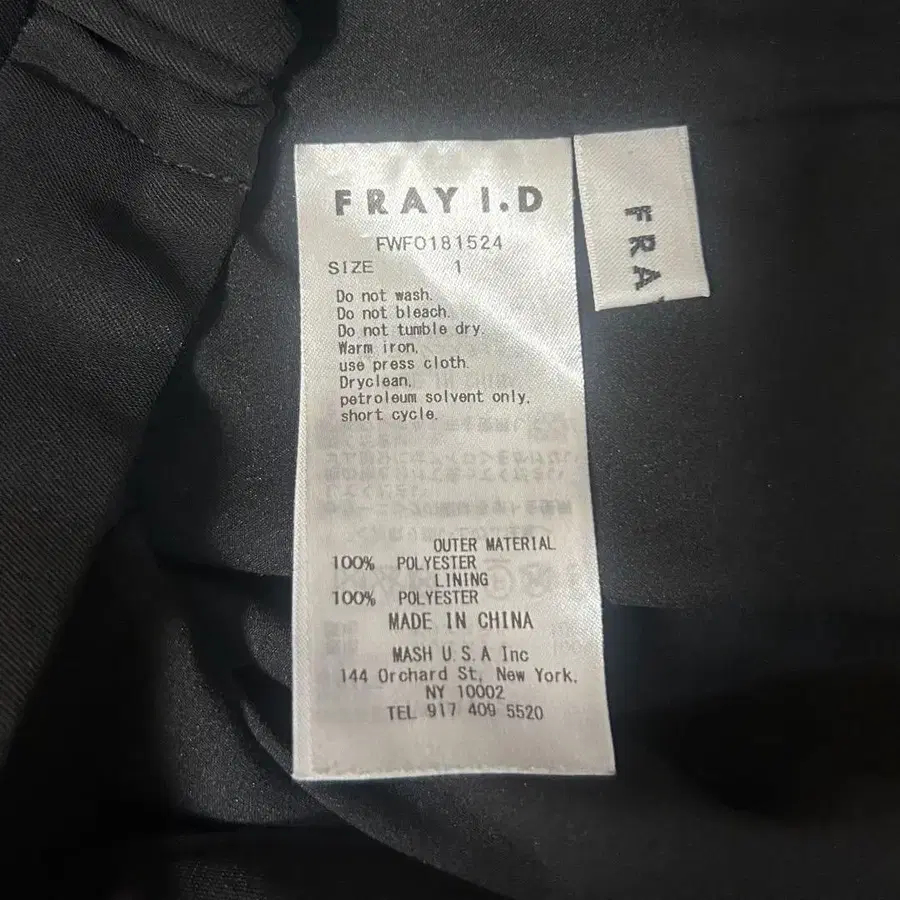 FRAY I.D
FWFO181524
SIZE 1
Do not wash.
Do not bleach.
Do not tumble dry.
Warm iron,
use press cloth.
Dryclean,
petroleum solvent only,
short cycle.
OUTER MATERIAL
100% POLYESTER
LINING
100% POLYESTER
MADE IN CHINA
MASH U.S.A Inc
144 Orchard St, New York,
NY 10002
TEL 917 409 5520
FRA